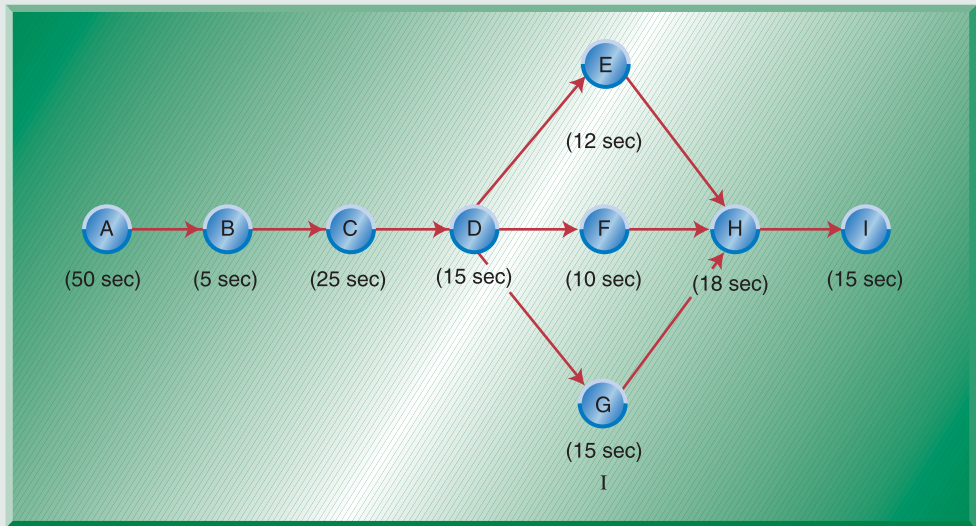 E
(12 sec)
A B C D F H I
(50 sec) (5 sec) (25 sec) (15 sec) (10 sec) (18 sec) (15 sec)
G
(15 sec)
I